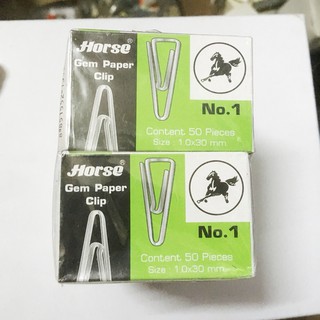 Horse®
Gem Paper
Clip
No.1
Content 50 Pieces
Size : 1.0x30 mm.
Horse®
Gem Paper
Clip
No.1
Content 50 Pieces
Size : 1.0x30 mm.